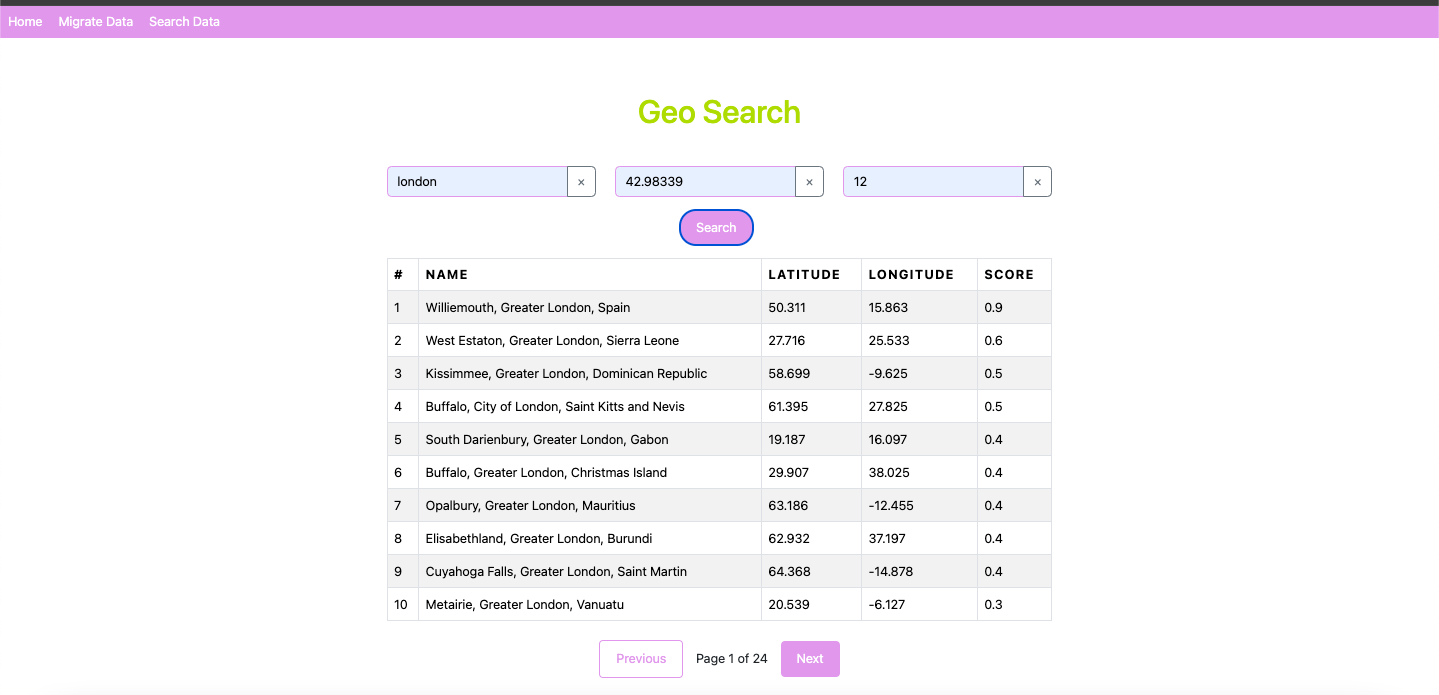 Home Migrate Data Search Data
Geo Search
london × 42.98339 × 12 ×
Search
# NAME LATITUDE LONGITUDE SCORE
1 Williemouth, Greater London, Spain 50.311 15.863 0.9
2 West Estaton, Greater London, Sierra Leone 27.716 25.533 0.6
3 Kissimmee, Greater London, Dominican Republic 58.699 -9.625 0.5
4 Buffalo, City of London, Saint Kitts and Nevis 61.395 27.825 0.5
5 South Darienbury, Greater London, Gabon 19.187 16.097 0.4
6 Buffalo, Greater London, Christmas Island 29.907 38.025 0.4
7 Opalbury, Greater London, Mauritius 63.186 -12.455 0.4
8 Elisabethland, Greater London, Burundi 62.932 37.197 0.4
9 Cuyahoga Falls, Greater London, Saint Martin 64.368 -14.878 0.4
10 Metairie, Greater London, Vanuatu 20.539 -6.127 0.3
Previous Page 1 of 24 Next